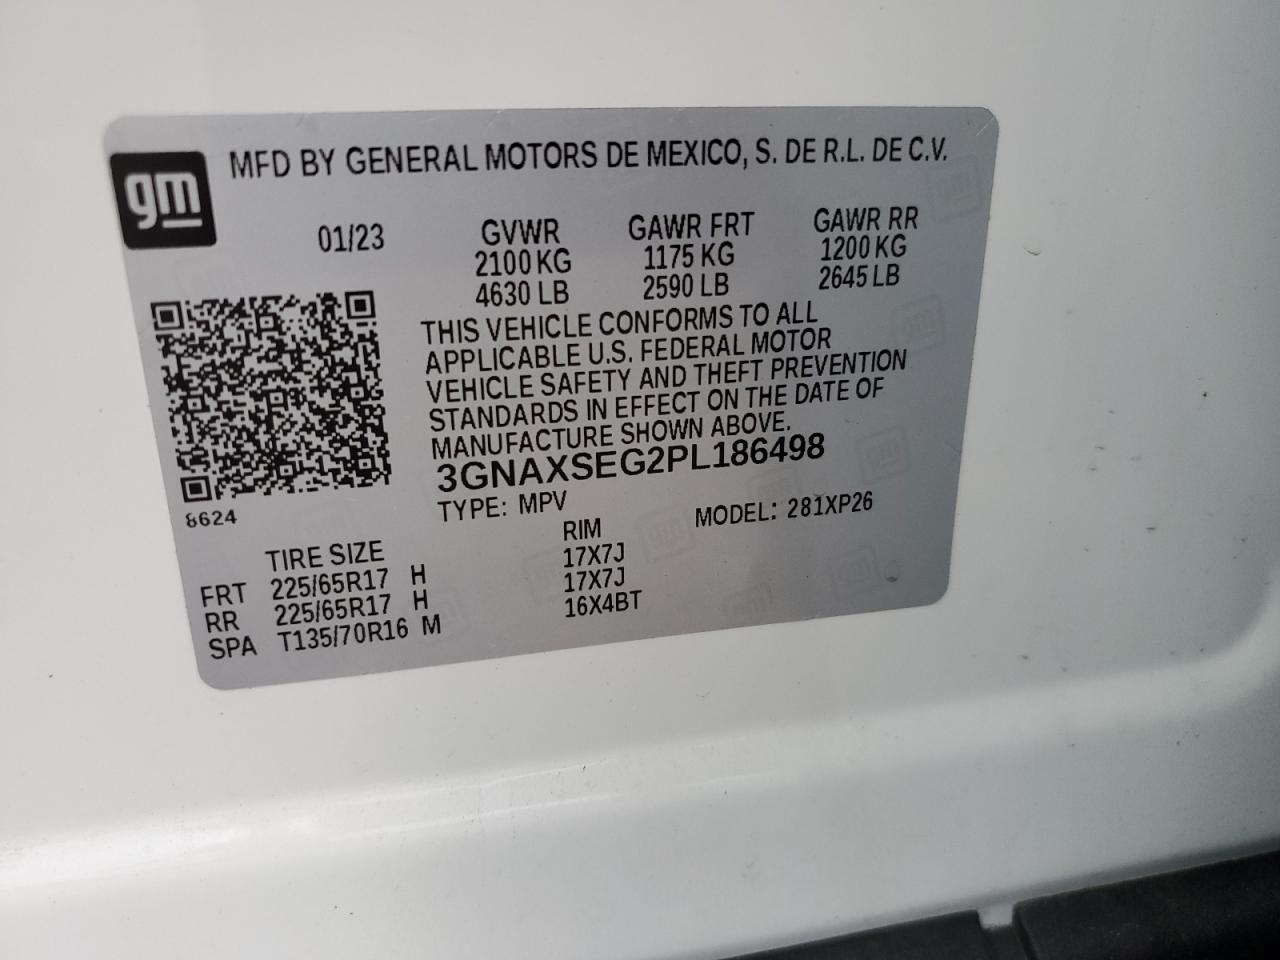 gm
MFD BY GENERAL MOTORS DE MEXICO, S. DE R.L. DE C.V.
01/23
GVWR GAWR FRT GAWR RR
2100 KG 1175 KG 1200 KG
4630 LB 2590 LB 2645 LB
THIS VEHICLE CONFORMS TO ALL
APPLICABLE U.S. FEDERAL MOTOR
VEHICLE SAFETY AND THEFT PREVENTION
STANDARDS IN EFFECT ON THE DATE OF
MANUFACTURE SHOWN ABOVE.
3GNAXSEG2PL186498
8624
TYPE: MPV MODEL: 281XP26
TIRE SIZE RIM
FRT 225/65R17 H 17X7J
RR 225/65R17 H 17X7J
SPA T135/70R16 M 16X4BT